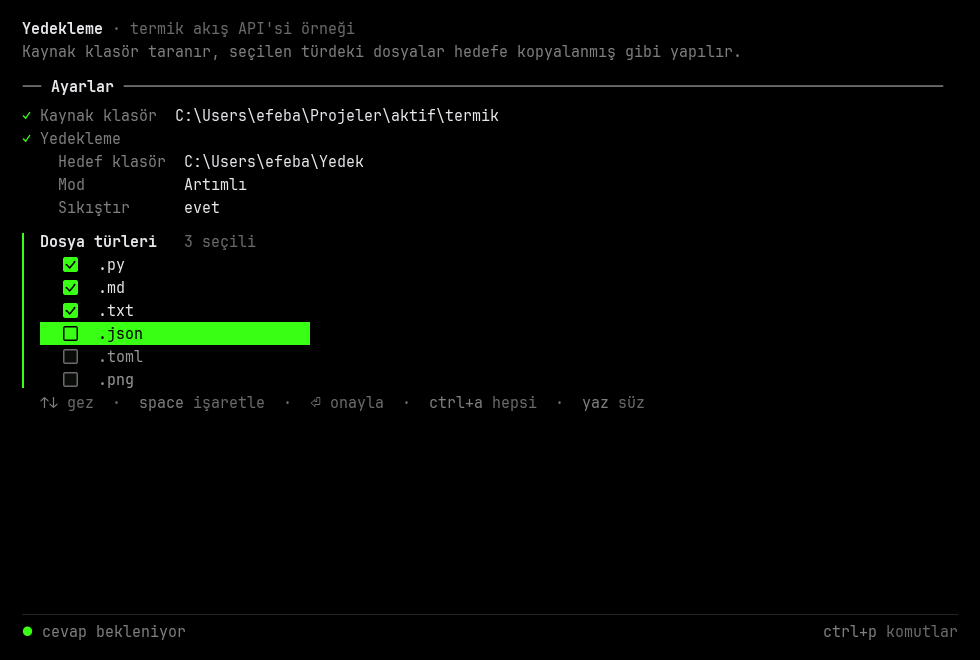 Yedekleme · termik akış API'si örneği
Kaynak klasör taranır, seçilen türdeki dosyalar hedefe kopyalanmış gibi yapılır.
Ayarlar
✓ Kaynak klasör C:\Users\efeba\Projeler\aktif\termik
✓ Yedekleme
Hedef klasör C:\Users\efeba\Yedek
Mod Artımlı
Sıkıştır evet
Dosya türleri 3 seçili
.py
.md
.txt
.json
.toml
.png
↑↓ gez · space işaretle · ⏎ onayla · ctrl+a hepsi · yaz süz
● cevap bekleniyor ctrl+p komutlar